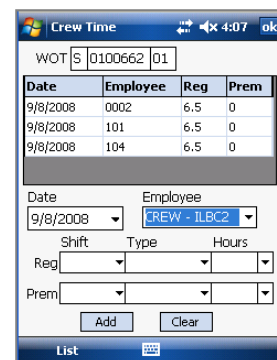 Crew Time 4:07 ok
WOT S 0100662 01
Date Employee Reg Prem
9/8/2008 0002 6.5 0
9/8/2008 101 6.5 0
9/8/2008 104 6.5 0
Date Employee
9/8/2008 CREW - ILBC2
Shift Type Hours
Reg
Prem
Add Clear
List